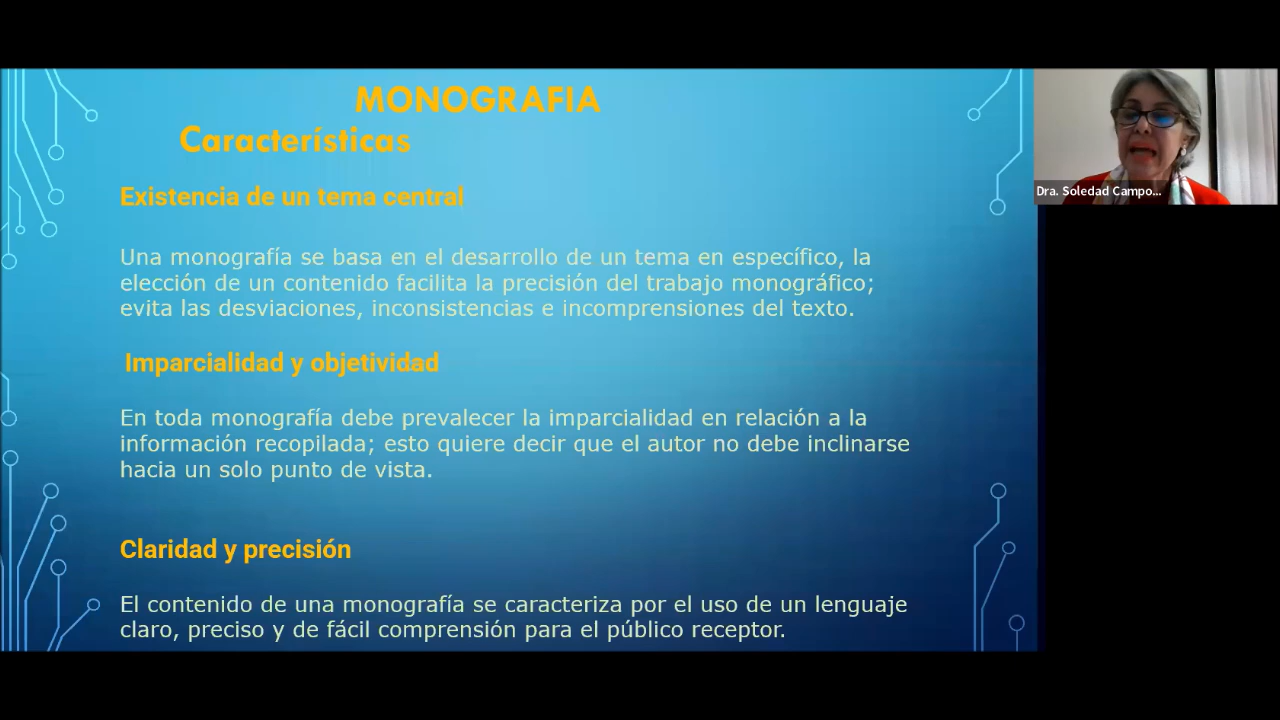 MONOGRAFIA
Características
Existencia de un tema central
Una monografía se basa en el desarrollo de un tema en específico, la
elección de un contenido facilita la precisión del trabajo monográfico;
evita las desviaciones, inconsistencias e incomprensiones del texto.
Imparcialidad y objetividad
En toda monografía debe prevalecer la imparcialidad en relación a la
información recopilada; esto quiere decir que el autor no debe inclinarse
hacia un solo punto de vista.
Claridad y precisión
El contenido de una monografía se caracteriza por el uso de un lenguaje
claro, preciso y de fácil comprensión para el público receptor.
Dra. Soledad Campo...